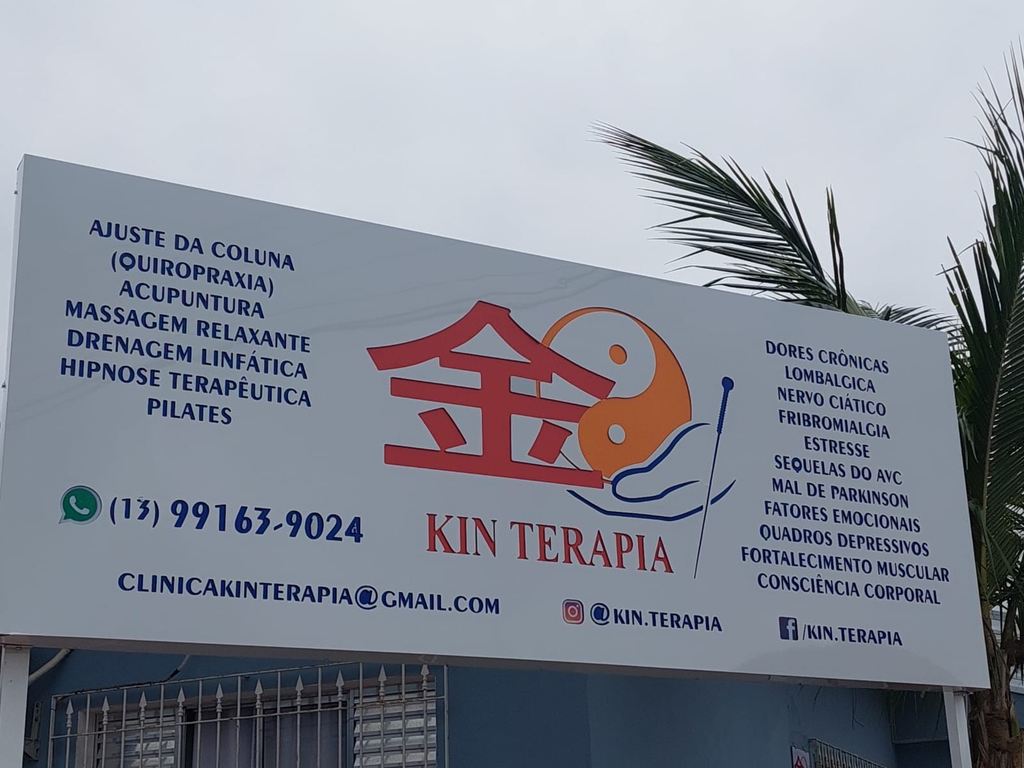 AJUSTE DA COLUNA
(QUIROPRAXIA)
ACUPUNTURA
MASSAGEM RELAXANTE
DRENAGEM LINFÁTICA
HIPNOSE TERAPÊUTICA
PILATES
(13) 99163-9024
CLINICAKINTERAPIA@GMAIL.COM
金
KIN TERAPIA
@KIN.TERAPIA
DORES CRÔNICAS
LOMBALGICA
NERVO CIÁTICO
FRIBROMIALGIA
ESTRESSE
SEQUELAS DO AVC
MAL DE PARKINSON
FATORES EMOCIONAIS
QUADROS DEPRESSIVOS
FORTALECIMENTO MUSCULAR
CONSCIÊNCIA CORPORAL
f/KIN.TERAPIA